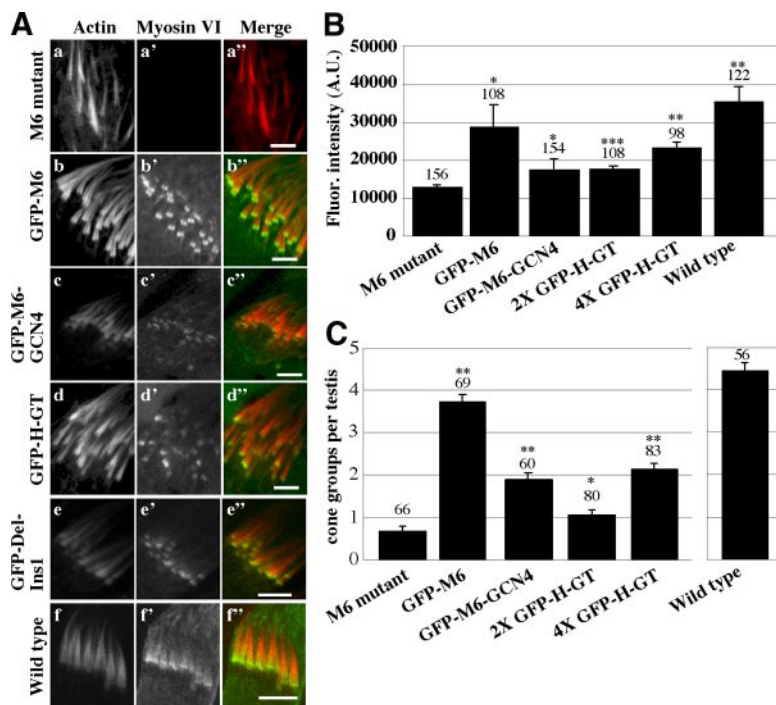 A
Actin Myosin VI Merge
M6 mutant
a a' a"
GFP-M6
b b' b"
GFP-M6-
GCN4
c c' c"
GFP-H-GT
d d' d"
GFP-Del-
Ins1
e e' e"
Wild type
f f' f"
B
Fluor. intensity (A.U.)
50000
40000
30000
20000
10000
0
156
*
108
*
154
***
108
**
98
**
122
M6 mutant
GFP-M6
GFP-M6-GCN4
2X GFP-H-GT
4X GFP-H-GT
Wild type
C
cone groups per testis
5
4
3
2
1
0
66
**
69
**
60
*
80
**
83
56
M6 mutant
GFP-M6
GFP-M6-GCN4
2X GFP-H-GT
4X GFP-H-GT
Wild type